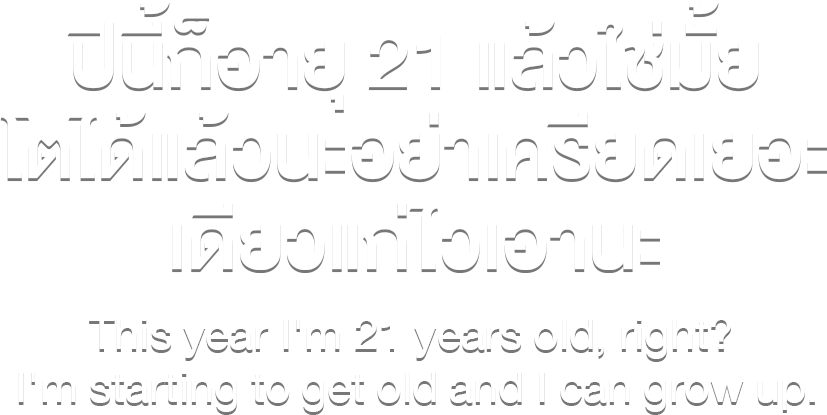 ปีนี้ก็อายุ 21 แล้วใช่มั้ย
โตได้แล้วนะอย่าเครียดเยอะ
เดี๋ยวแก่ไวเอานะ
This year I'm 21 years old, right?
I'm starting to get old and I can grow up.